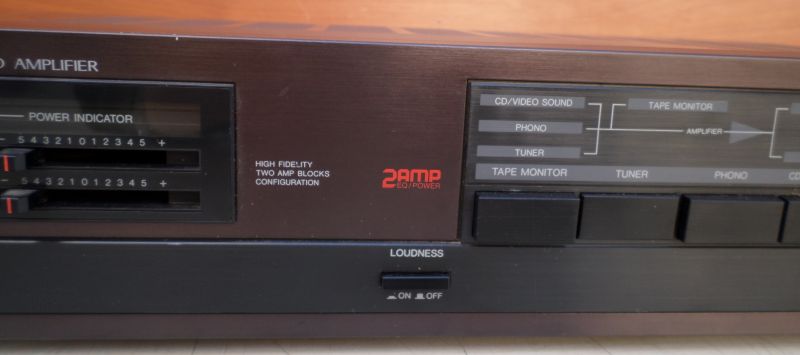 AMPLIFIER
POWER INDICATOR
- 5 4 3 2 1 0 1 2 3 4 5 +
- 5 4 3 2 1 0 1 2 3 4 5 +
HIGH FIDELITY
TWO AMP BLOCKS
CONFIGURATION
2AMP
EQ/POWER
LOUDNESS
ON OFF
CD/VIDEO SOUND
TAPE MONITOR
PHONO
AMPLIFIER
TUNER
TAPE MONITOR TUNER PHONO CD